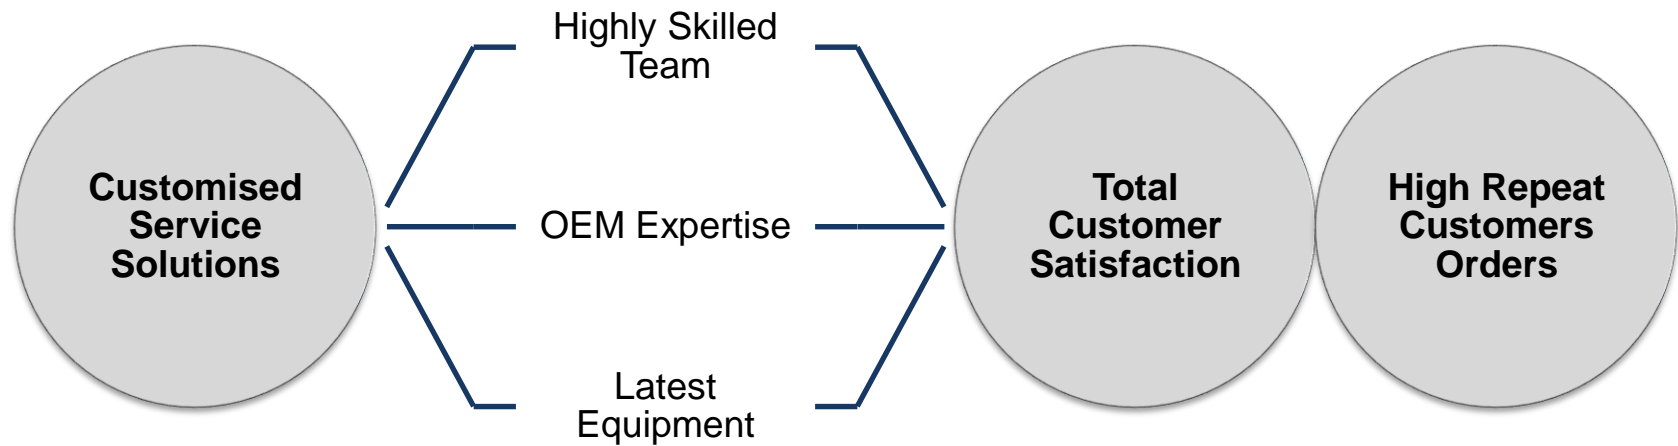 Customised
Service
Solutions
Highly Skilled
Team
OEM Expertise
Latest
Equipment
Total
Customer
Satisfaction
High Repeat
Customers
Orders